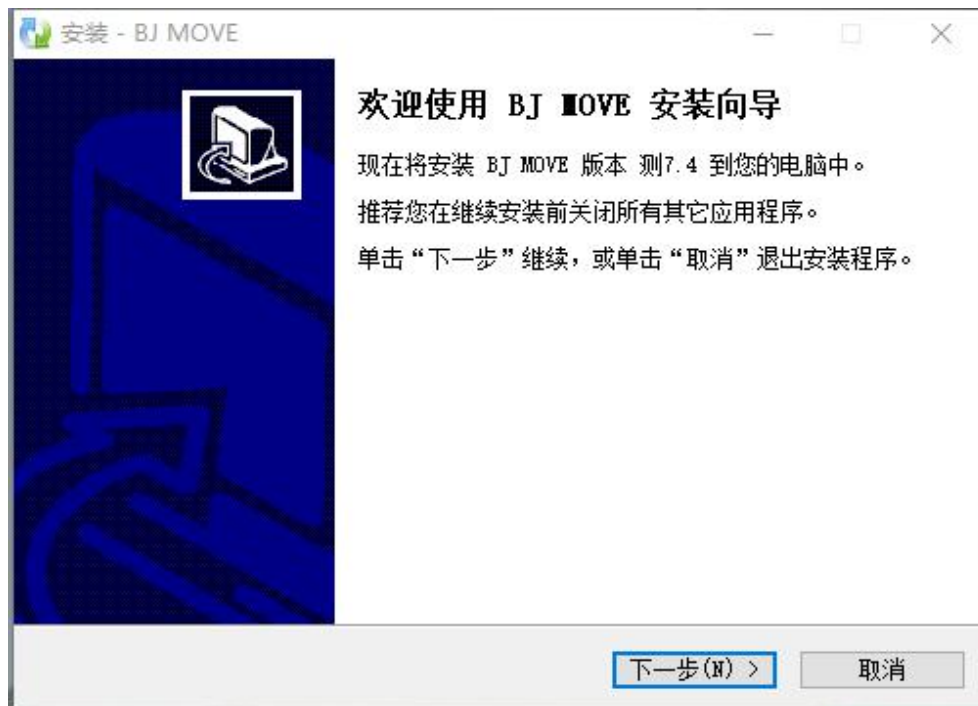 安装 - BJ MOVE
欢迎使用 BJ MOVE 安装向导
现在将安装 BJ MOVE 版本 测7.4 到您的电脑中。
推荐您在继续安装前关闭所有其它应用程序。
单击“下一步”继续，或单击“取消”退出安装程序。
下一步(N) >
取消